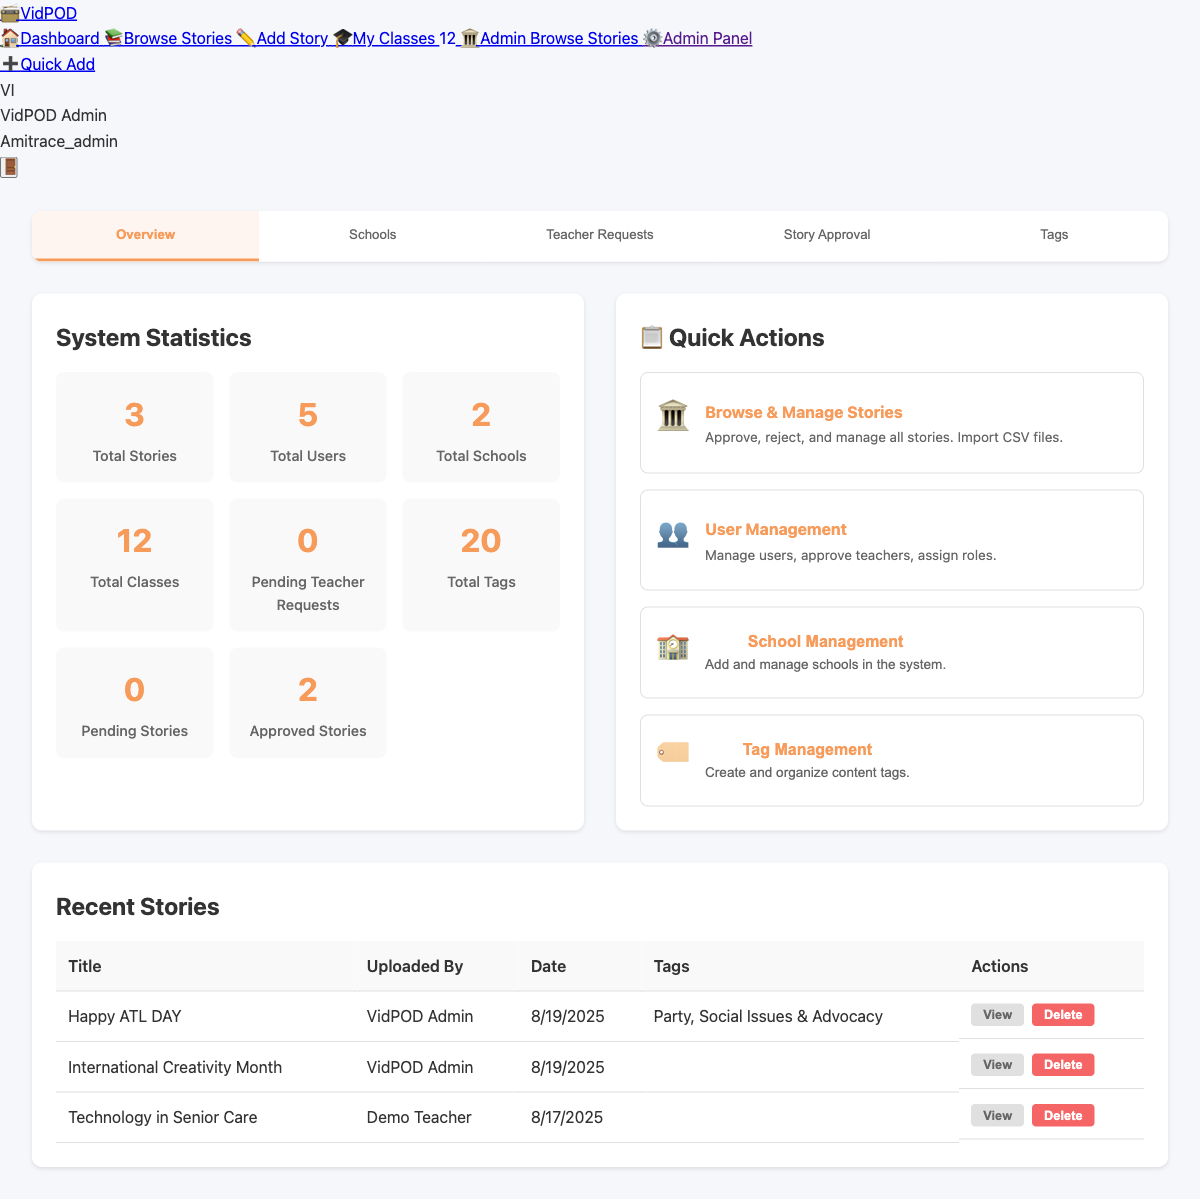 VidPOD
Dashboard Browse Stories Add Story My Classes 12 Admin Browse Stories Admin Panel
Quick Add
VI
VidPOD Admin
Amitrace_admin
Overview Schools Teacher Requests Story Approval Tags
System Statistics
3
Total Stories
5
Total Users
2
Total Schools
12
Total Classes
0
Pending Teacher
Requests
20
Total Tags
0
Pending Stories
2
Approved Stories
Quick Actions
Browse & Manage Stories
Approve, reject, and manage all stories. Import CSV files.
User Management
Manage users, approve teachers, assign roles.
School Management
Add and manage schools in the system.
Tag Management
Create and organize content tags.
Recent Stories
Title Uploaded By Date Tags Actions
Happy ATL DAY VidPOD Admin 8/19/2025 Party, Social Issues & Advocacy View Delete
International Creativity Month VidPOD Admin 8/19/2025 View Delete
Technology in Senior Care Demo Teacher 8/17/2025 View Delete